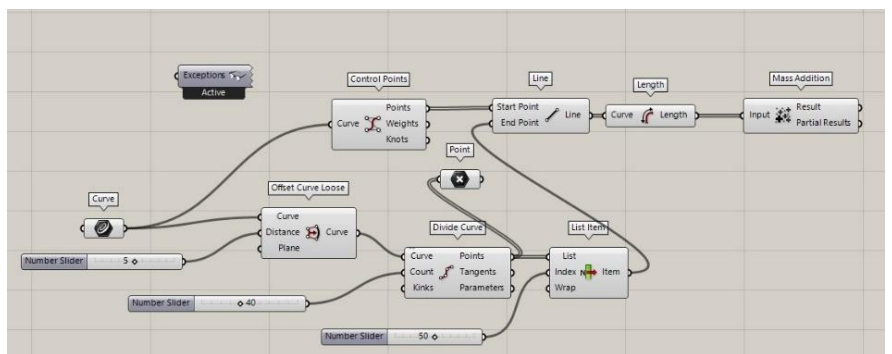 Exceptions
Active
Control Points
Curve
Points
Weights
Knots
Line
Start Point
End Point
Line
Length
Curve
Length
Mass Addition
Input
Result
Partial Results
Point
Curve
Offset Curve Loose
Curve
Distance
Plane
Curve
Number Slider 5
Divide Curve
Curve
Count
Kinks
Points
Tangents
Parameters
List Item
List
Index
Wrap
N
Item
Number Slider 40
Number Slider 50